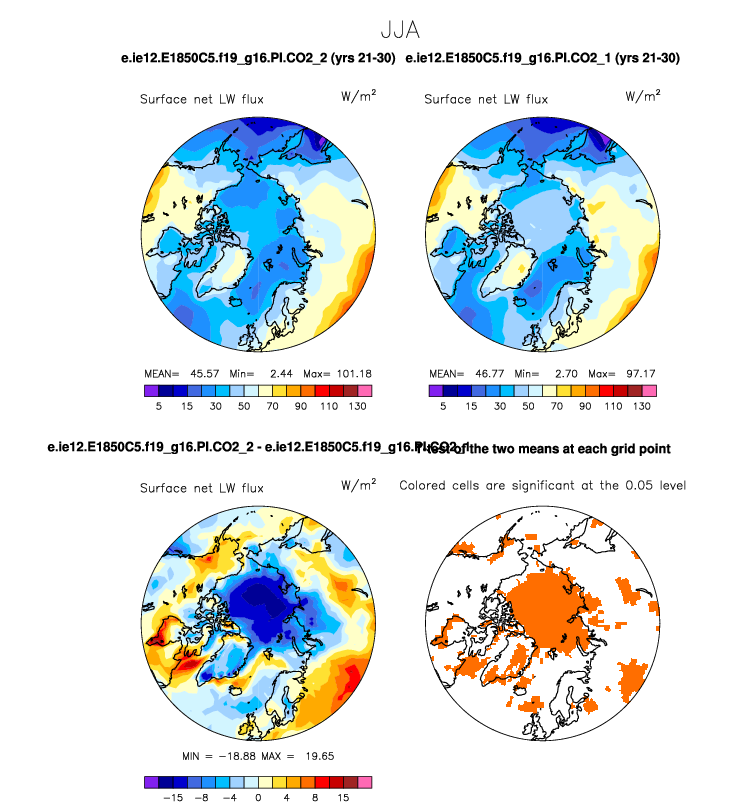 JJA
e.ie12.E1850C5.f19_g16.PI.CO2_2 (yrs 21-30) e.ie12.E1850C5.f19_g16.PI.CO2_1 (yrs 21-30)
Surface net LW flux W/m²
Surface net LW flux W/m²
MEAN= 45.57 Min= 2.44 Max= 101.18
5 15 30 50 70 90 110 130
MEAN= 46.77 Min= 2.70 Max= 97.17
5 15 30 50 70 90 110 130
e.ie12.E1850C5.f19_g16.PI.CO2_2 - e.ie12.E1850C5.f19_g16.PI.CO2_1
T-test of the two means at each grid point
Surface net LW flux W/m²
Colored cells are significant at the 0.05 level
MIN = −18.88 MAX = 19.65
−15 −8 −4 0 4 8 15